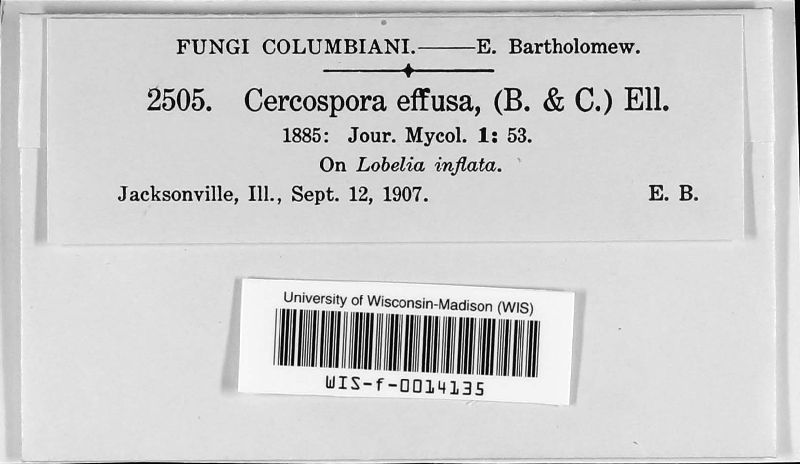 FUNGI COLUMBIANI.——E. Bartholomew.
2505. Cercospora effusa, (B. & C.) Ell.
1885: Jour. Mycol. 1: 53.
On Lobelia inflata.
Jacksonville, Ill., Sept. 12, 1907. E. B.
University of Wisconsin-Madison (WIS)
WIS-f-0014135